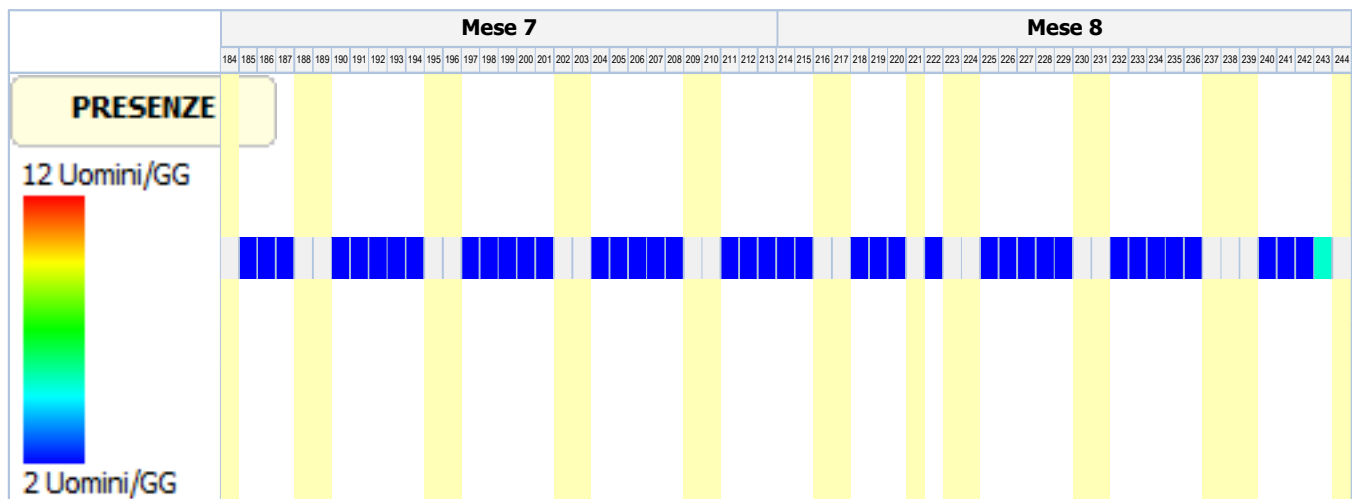 Mese 7 Mese 8
184 185 186 187 188 189 190 191 192 193 194 195 196 197 198 199 200 201 202 203 204 205 206 207 208 209 210 211 212 213 214 215 216 217 218 219 220 221 222 223 224 225 226 227 228 229 230 231 232 233 234 235 236 237 238 239 240 241 242 243 244
PRESENZE
12 Uomini/GG
2 Uomini/GG